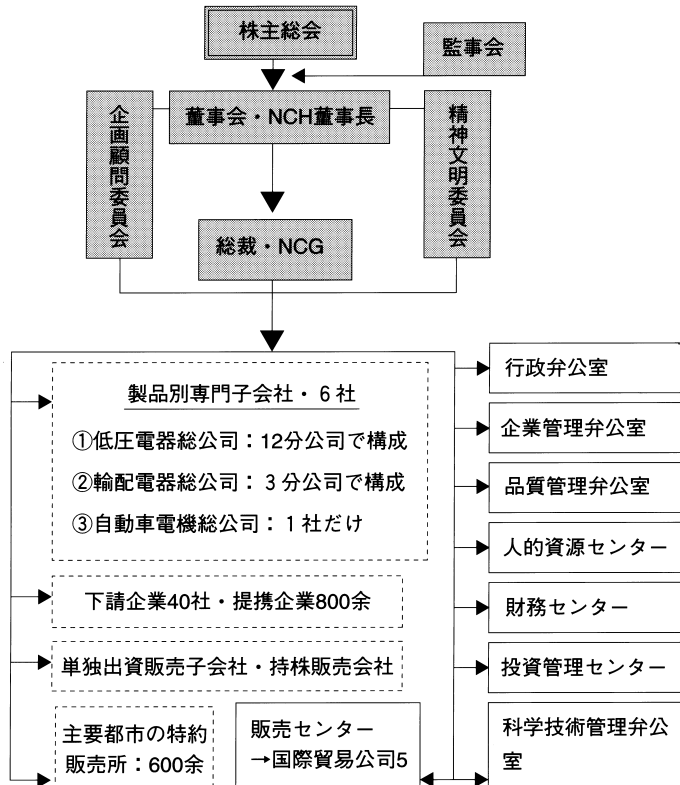 株主総会
監事会
企画顧問委員会
董事会・NCH董事長
精神文明委員会
総裁・NCG
製品別専門子会社・6社
①低圧電器総公司：12分公司で構成
②輸配電器総公司：3分公司で構成
③自動車電機総公司：1社だけ
下請企業40社・提携企業800余
単独出資販売子会社・持株販売会社
主要都市の特約
販売所：600余
販売センター
→国際貿易公司5
行政弁公室
企業管理弁公室
品質管理弁公室
人的資源センター
財務センター
投資管理センター
科学技術管理弁公
室